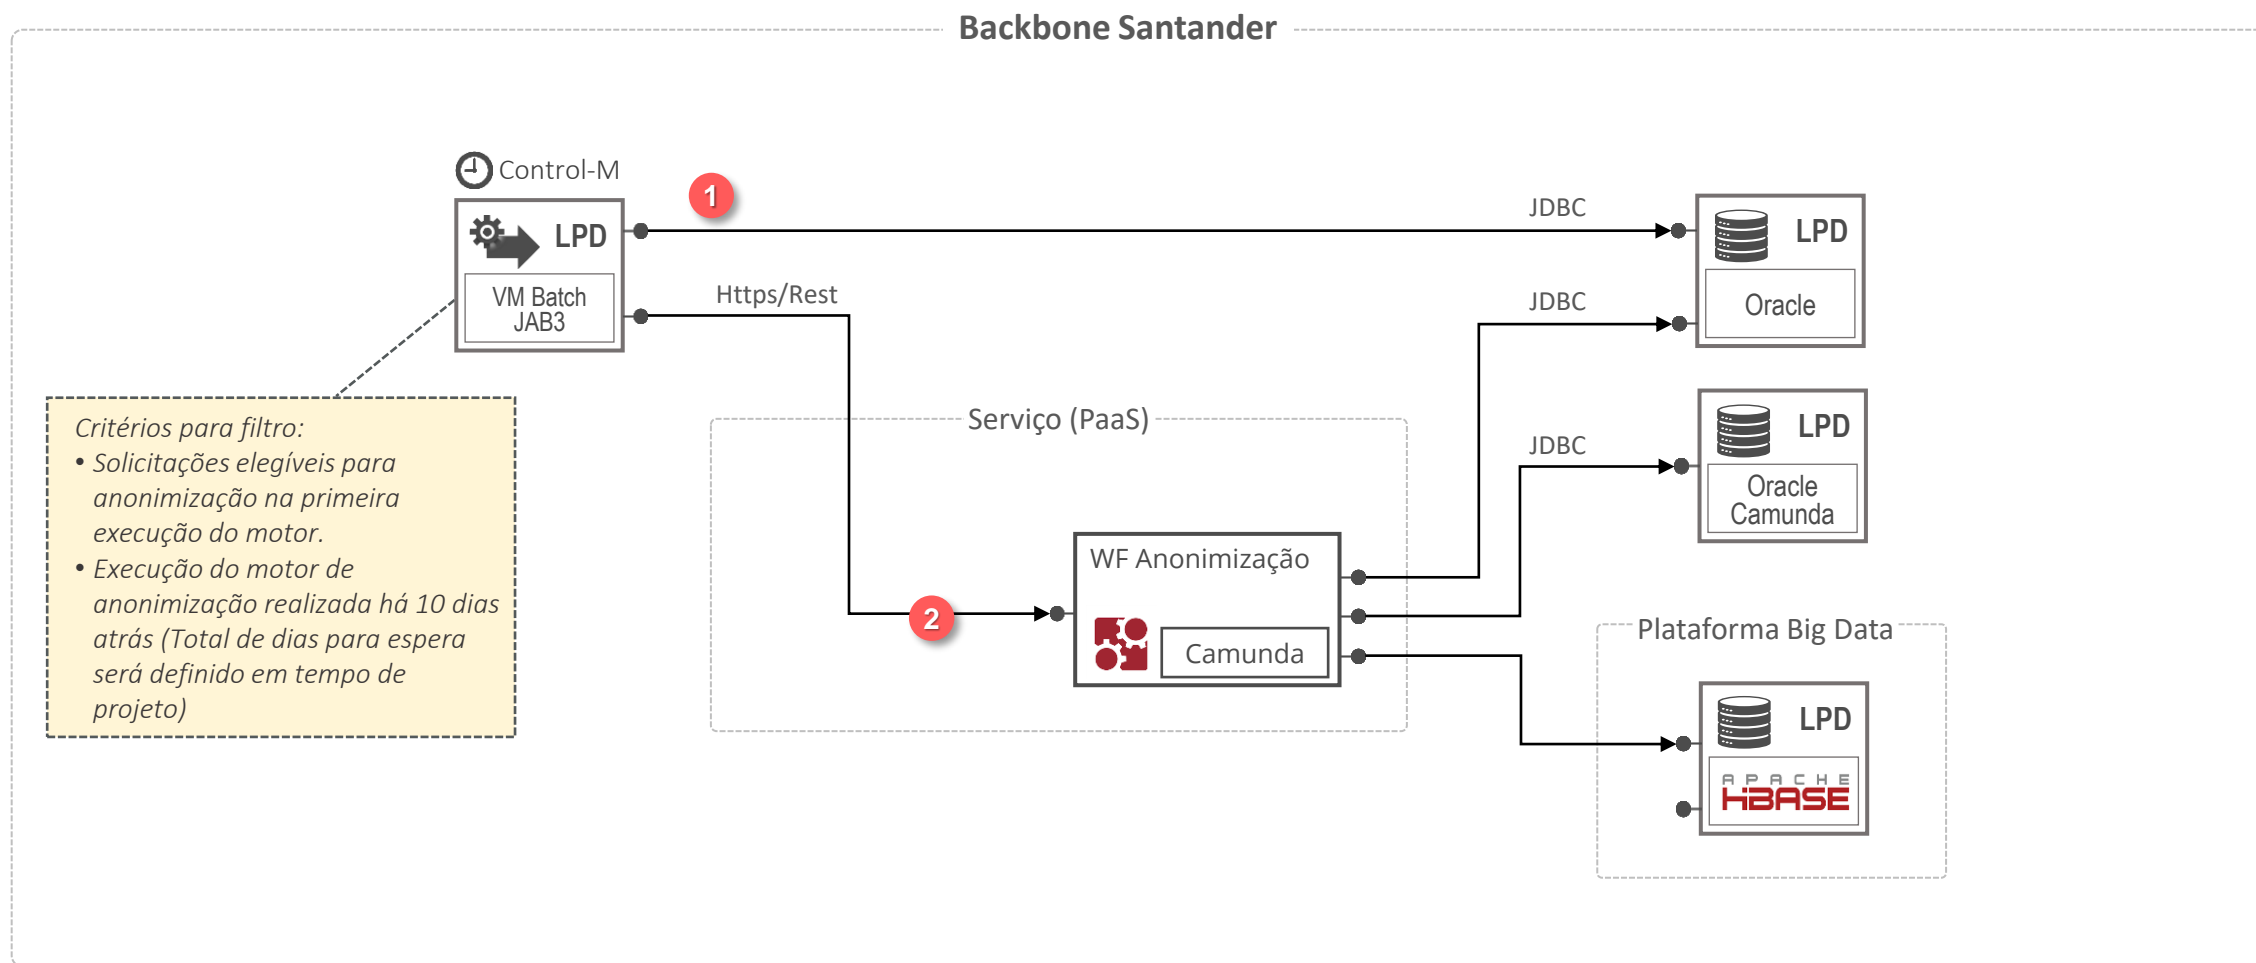 Backbone Santander
Control-M
1
LPD
VM Batch
JAB3
JDBC
LPD
Oracle
Https/Rest
JDBC
Critérios para filtro:
• Solicitações elegíveis para
anonimização na primeira
execução do motor.
• Execução do motor de
anonimização realizada há 10 dias
atrás (Total de dias para espera
será definido em tempo de
projeto)
Serviço (PaaS)
JDBC
LPD
Oracle
Camunda
WF Anonimização
2
Camunda
Plataforma Big Data
LPD
APACHE
HBASE